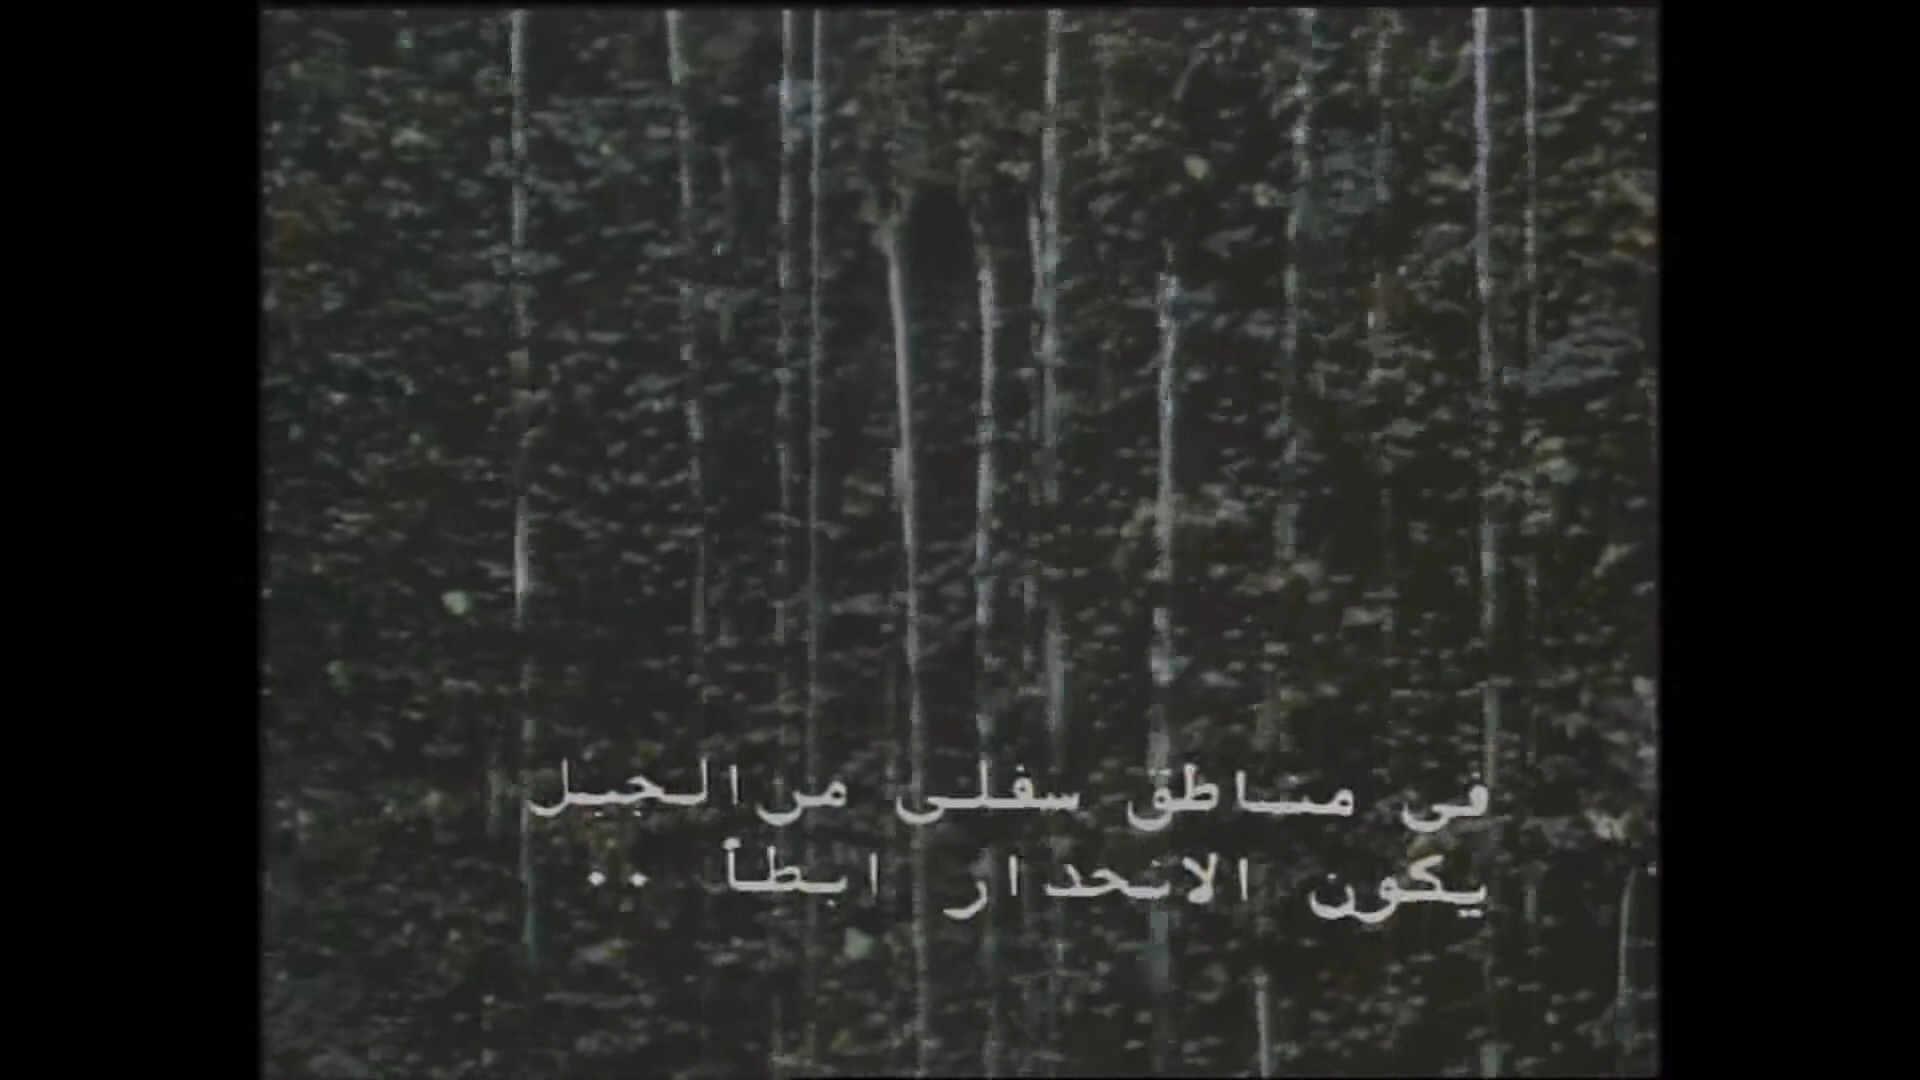 في مناطق سفلى من الجبل
يكون الانحدار ابطأ ..